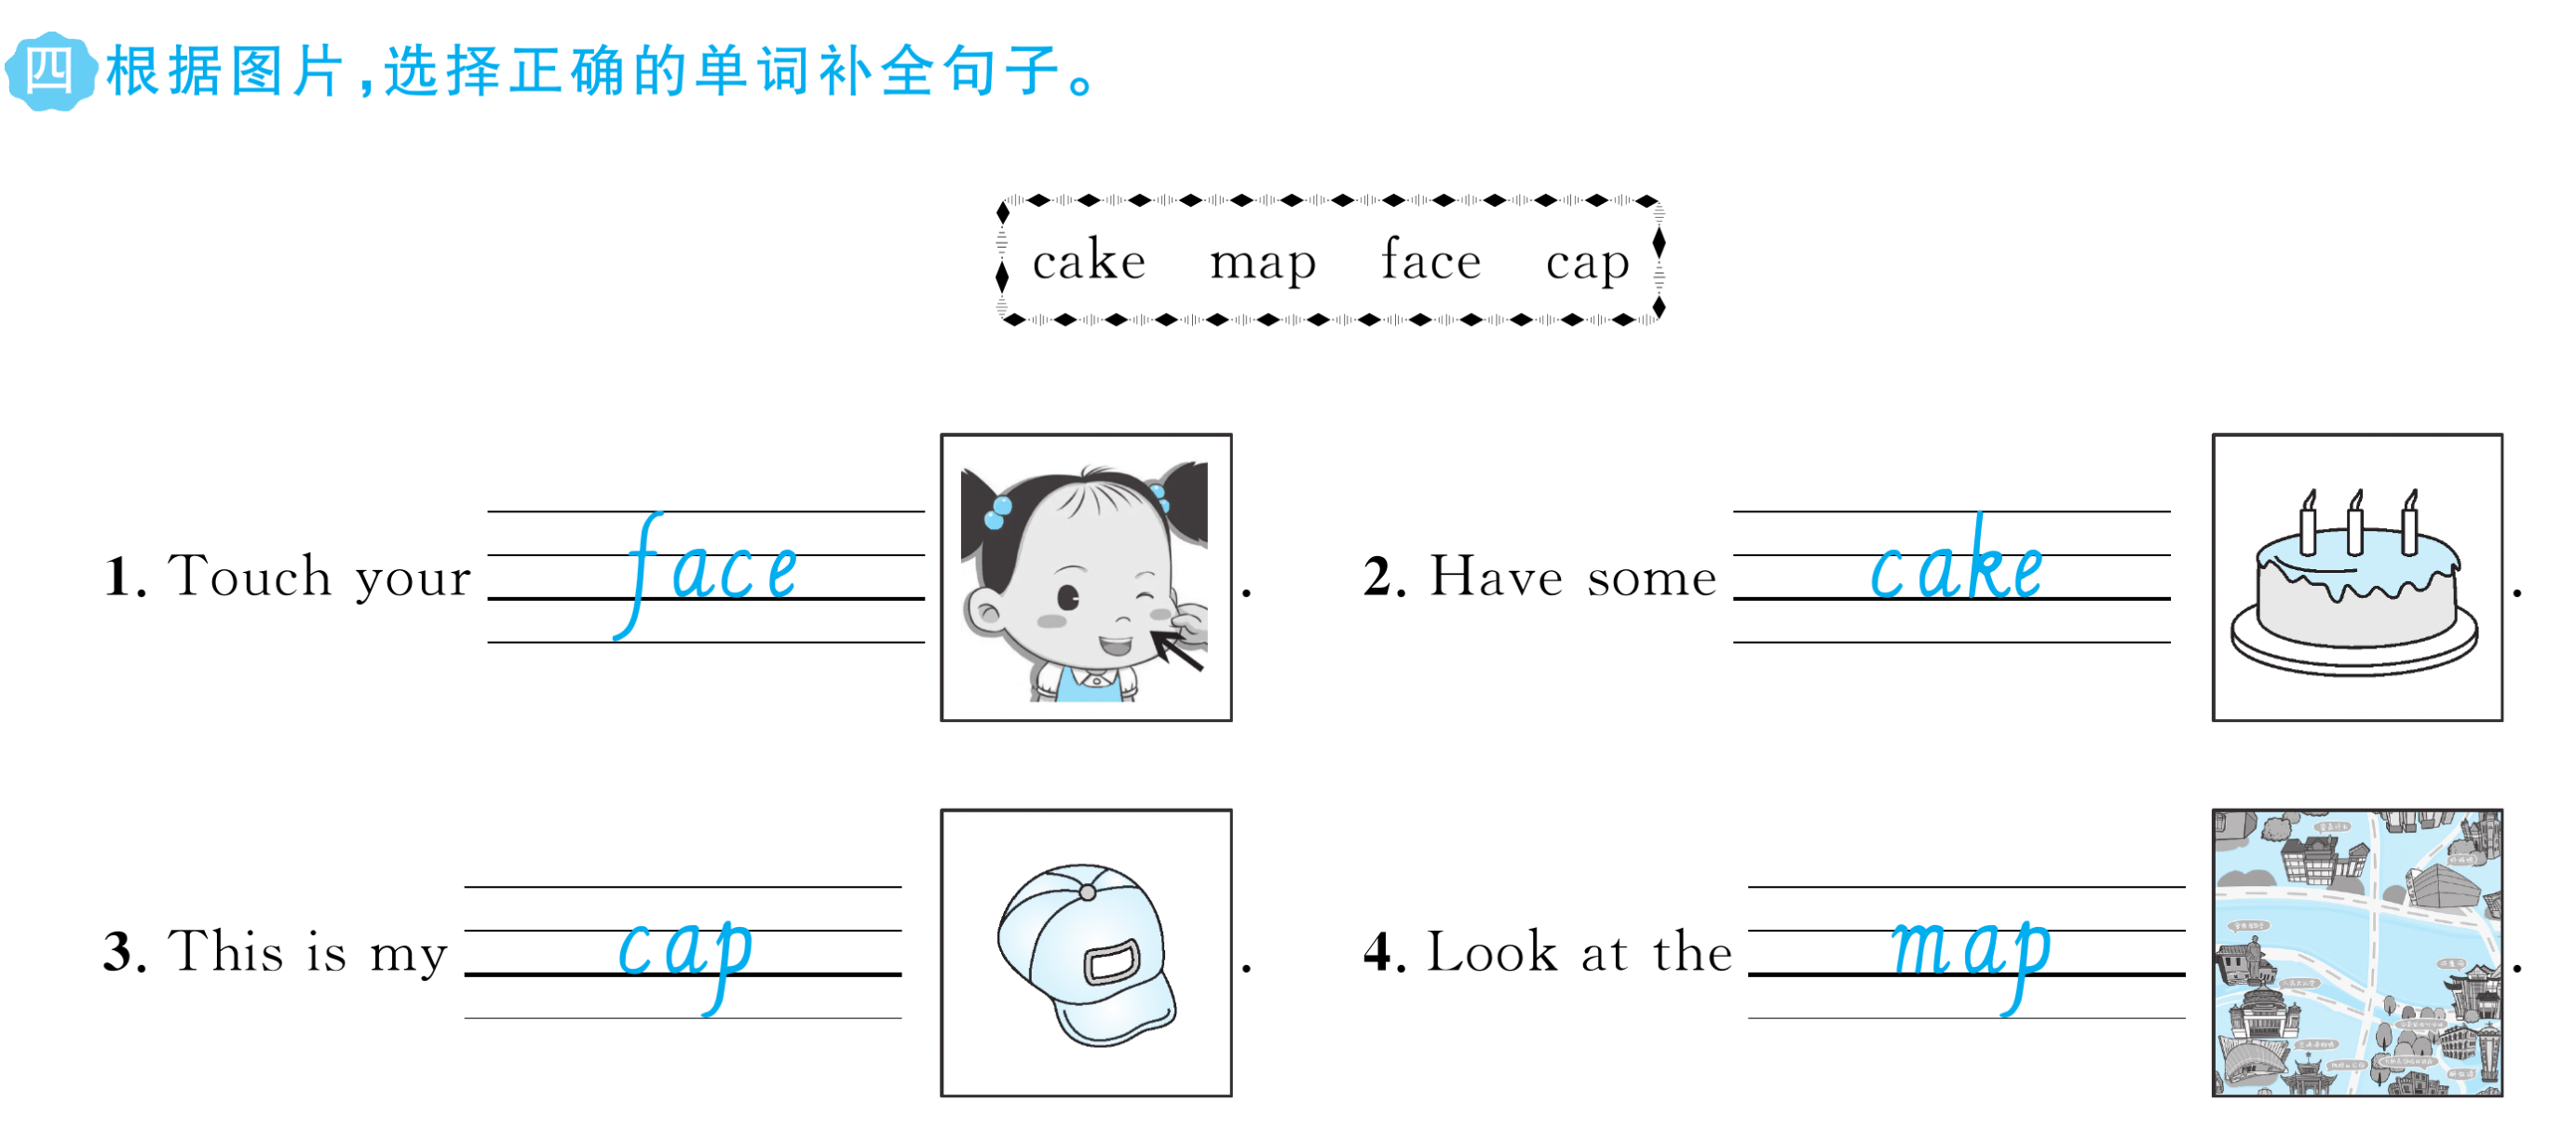 四 根据图片,选择正确的单词补全句子。
cake map face cap
1. Touch your face . 2. Have some cake .
3. This is my cap . 4. Look at the map .